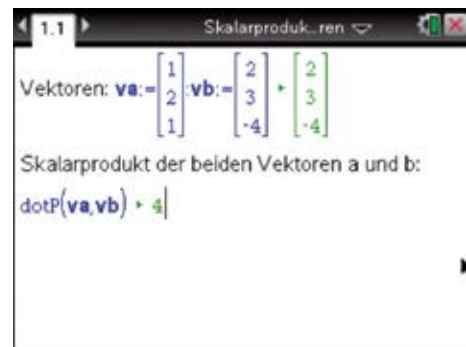 1.1 Skalarproduk...ren
Vektoren: va:=[1 2 1]:vb:=[2 3 -4] ▸ [2 3 -4]
Skalarprodukt der beiden Vektoren a und b:
dotP(va,vb) ▸ 4